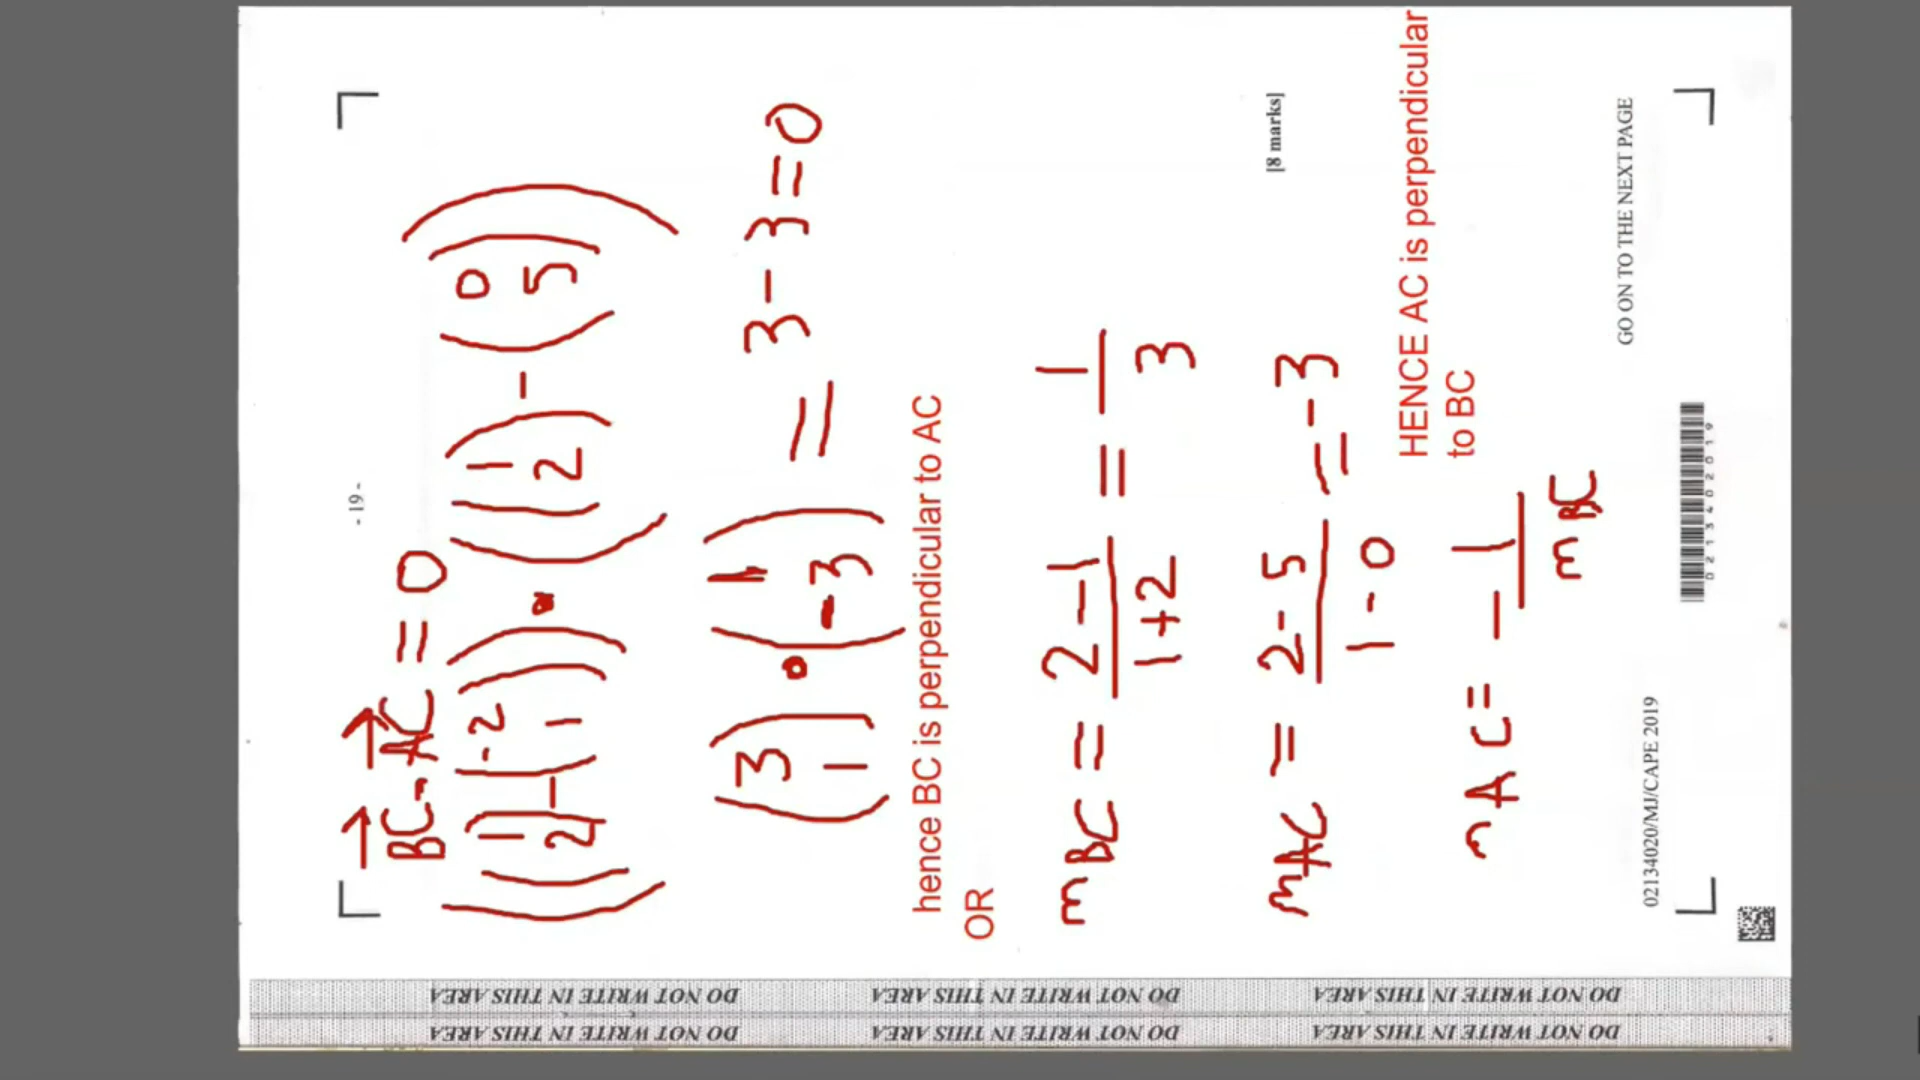 - 19 -
BC - AC = 0
((1 2) - (-2 1)) • ((1 2) - (0 5))
(3 1) • (1 -3) = 3 - 3 = 0
hence BC is perpendicular to AC
OR
mBC = 2-1/1+2 = 1/3
[8 marks]
mAC = 2-5/1-0 = -3
HENCE AC is perpendicular
to BC
mAC = - 1/mBC
GO ON TO THE NEXT PAGE
02134020/MJ/CAPE 2019
0213402019
DO NOT WRITE IN THIS AREA DO NOT WRITE IN THIS AREA DO NOT WRITE IN THIS AREA
DO NOT WRITE IN THIS AREA DO NOT WRITE IN THIS AREA DO NOT WRITE IN THIS AREA